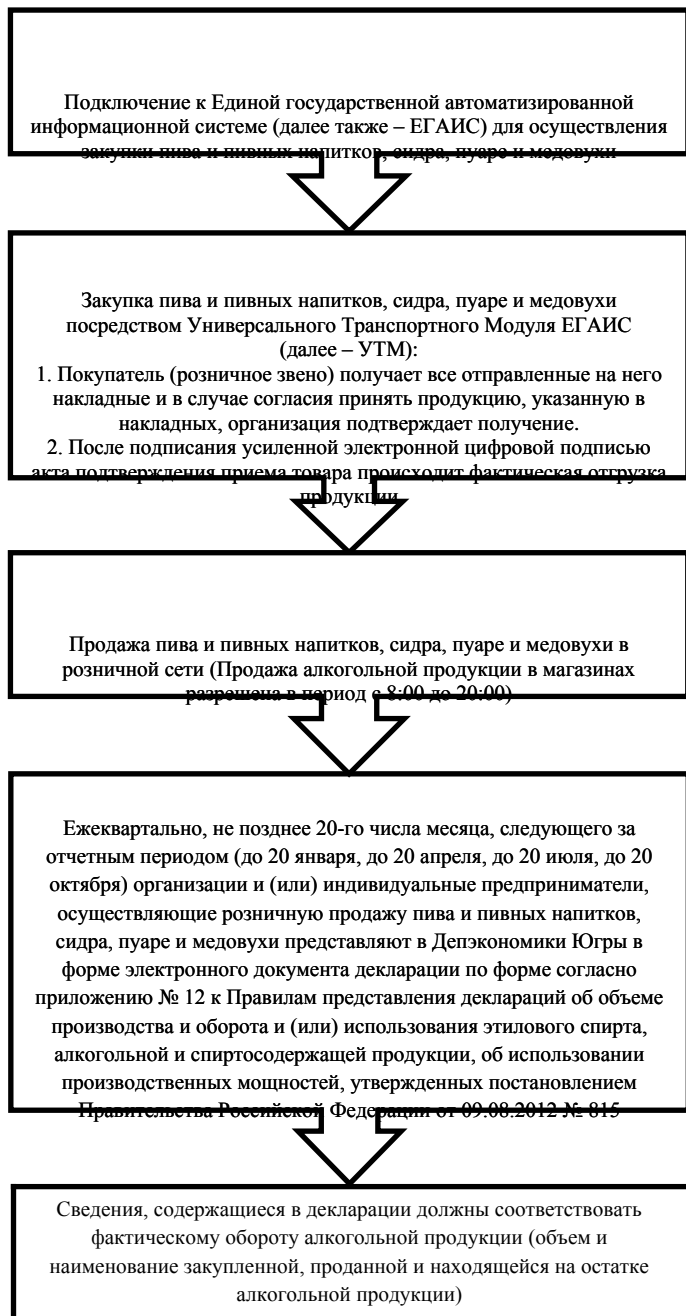 Подключение к Единой государственной автоматизированной
информационной системе (далее также – ЕГАИС) для осуществления
закупки пива и пивных напитков, сидра, пуаре и медовухи
Закупка пива и пивных напитков, сидра, пуаре и медовухи
посредством Универсального Транспортного Модуля ЕГАИС
(далее – УТМ):
1. Покупатель (розничное звено) получает все отправленные на него
накладные и в случае согласия принять продукцию, указанную в
накладных, организация подтверждает получение.
2. После подписания усиленной электронной цифровой подписью
акта подтверждения приема товара происходит фактическая отгрузка
продукции
Продажа пива и пивных напитков, сидра, пуаре и медовухи в
розничной сети (Продажа алкогольной продукции в магазинах
разрешена в период с 8:00 до 20:00)
Ежеквартально, не позднее 20-го числа месяца, следующего за
отчетным периодом (до 20 января, до 20 апреля, до 20 июля, до 20
октября) организации и (или) индивидуальные предприниматели,
осуществляющие розничную продажу пива и пивных напитков,
сидра, пуаре и медовухи представляют в Депэкономики Югры в
форме электронного документа декларации по форме согласно
приложению № 12 к Правилам представления деклараций об объеме
производства и оборота и (или) использования этилового спирта,
алкогольной и спиртосодержащей продукции, об использовании
производственных мощностей, утвержденных постановлением
Правительства Российской Федерации от 09.08.2012 № 815
Сведения, содержащиеся в декларации должны соответствовать
фактическому обороту алкогольной продукции (объем и
наименование закупленной, проданной и находящейся на остатке
алкогольной продукции)